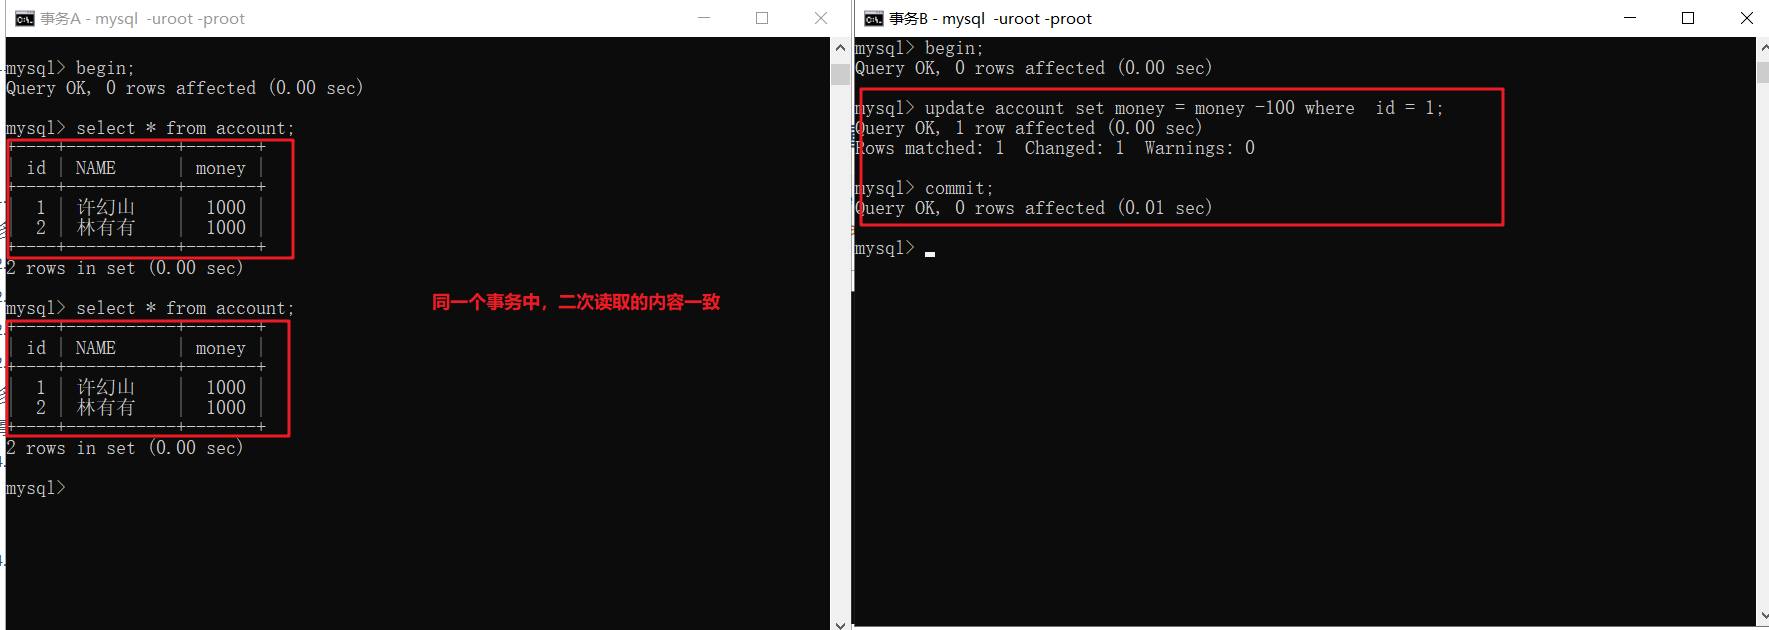 事务A - mysql  -uroot -proot
mysql> begin;
Query OK, 0 rows affected (0.00 sec)
mysql> select * from account;
+----+-----------+-------+
| id | NAME      | money |
+----+-----------+-------+
|  1 | 许幻山    |  1000 |
|  2 | 林有有    |  1000 |
+----+-----------+-------+
2 rows in set (0.00 sec)
mysql> select * from account;
+----+-----------+-------+
| id | NAME      | money |
+----+-----------+-------+
|  1 | 许幻山    |  1000 |
|  2 | 林有有    |  1000 |
+----+-----------+-------+
2 rows in set (0.00 sec)
mysql>
同一个事务中，二次读取的内容一致
事务B - mysql  -uroot -proot
mysql> begin;
Query OK, 0 rows affected (0.00 sec)
mysql> update account set money = money -100 where  id = 1;
Query OK, 1 row affected (0.00 sec)
Rows matched: 1  Changed: 1  Warnings: 0
mysql> commit;
Query OK, 0 rows affected (0.01 sec)
mysql>